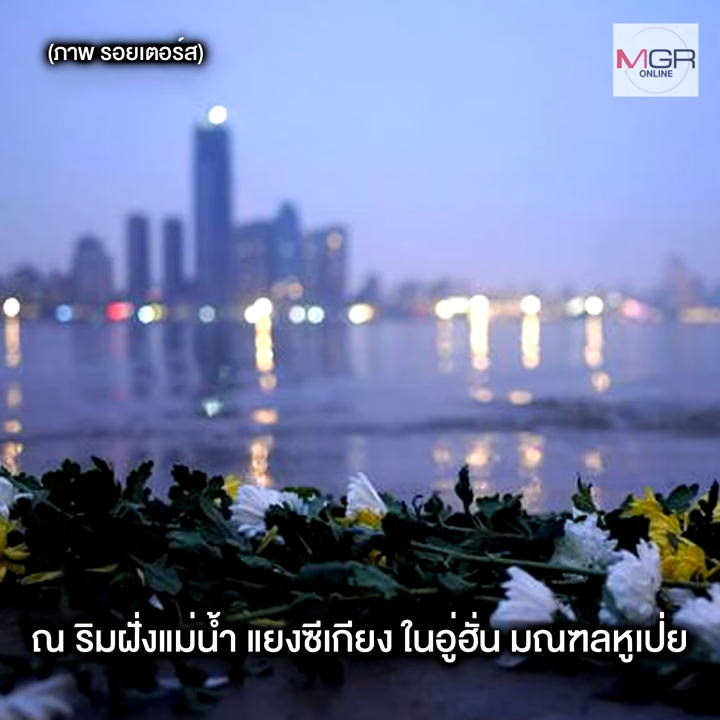 (ภาพ รอยเตอร์ส)
MGR
ONLINE
ณ ริมฝั่งแม่น้ำ แยงซีเกียง ในอู่ฮั่น มณฑลหูเป่ย